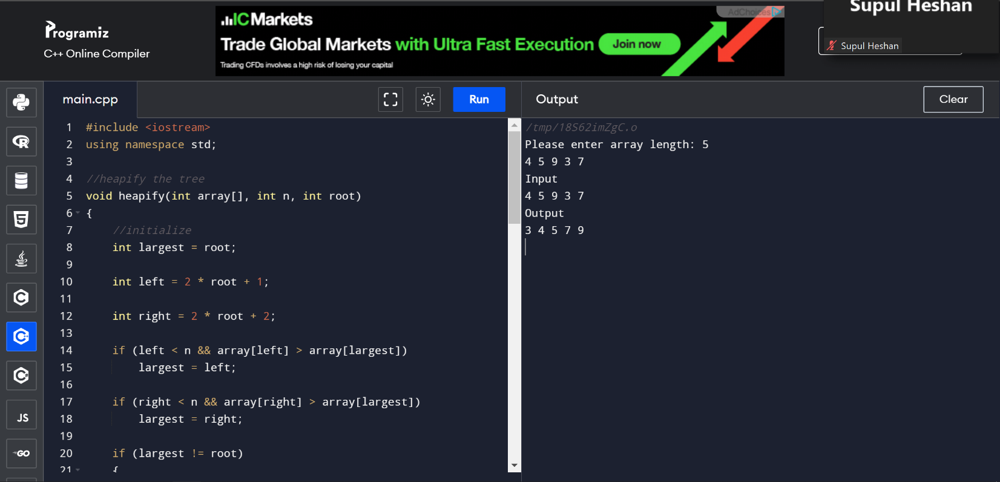 Supul Heshan
Supul Heshan
Programiz
C++ Online Compiler
IC Markets
AdChoices
Trade Global Markets with Ultra Fast Execution
Join now
Trading CFDs involves a high risk of losing your capital
main.cpp
Run
Output
Clear
1 #include <iostream>
2 using namespace std;
3
4 //heapify the tree
5 void heapify(int array[], int n, int root)
6 {
7     //initialize
8     int largest = root;
9
10     int left = 2 * root + 1;
11
12     int right = 2 * root + 2;
13
14     if (left < n && array[left] > array[largest])
15         largest = left;
16
17     if (right < n && array[right] > array[largest])
18         largest = right;
19
20     if (largest != root)
21     {
/tmp/18S62imZgC.o
Please enter array length: 5
4 5 9 3 7
Input
4 5 9 3 7
Output
3 4 5 7 9
R
5
C
C
C#
JS
GO